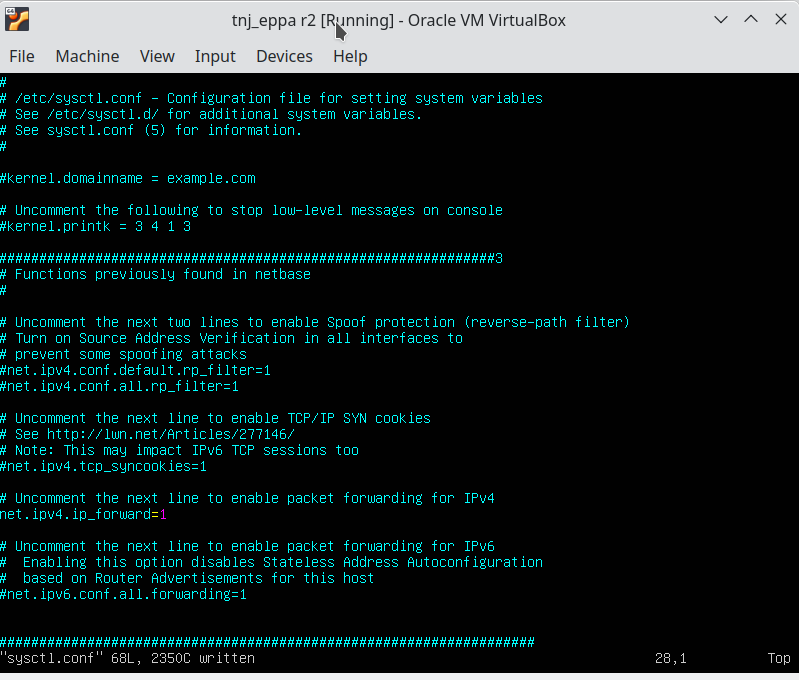 tnj_eppa r2 [Running] - Oracle VM VirtualBox
File Machine View Input Devices Help
#
# /etc/sysctl.conf - Configuration file for setting system variables
# See /etc/sysctl.d/ for additional system variables.
# See sysctl.conf (5) for information.
#
#kernel.domainname = example.com
# Uncomment the following to stop low-level messages on console
#kernel.printk = 3 4 1 3
##############################################################3
# Functions previously found in netbase
#
# Uncomment the next two lines to enable Spoof protection (reverse-path filter)
# Turn on Source Address Verification in all interfaces to
# prevent some spoofing attacks
#net.ipv4.conf.default.rp_filter=1
#net.ipv4.conf.all.rp_filter=1
# Uncomment the next line to enable TCP/IP SYN cookies
# See http://lwn.net/Articles/277146/
# Note: This may impact IPv6 TCP sessions too
#net.ipv4.tcp_syncookies=1
# Uncomment the next line to enable packet forwarding for IPv4
net.ipv4.ip_forward=1
# Uncomment the next line to enable packet forwarding for IPv6
#  Enabling this option disables Stateless Address Autoconfiguration
#  based on Router Advertisements for this host
#net.ipv6.conf.all.forwarding=1
###################################################################
"sysctl.conf" 68L, 2350C written 28,1 Top